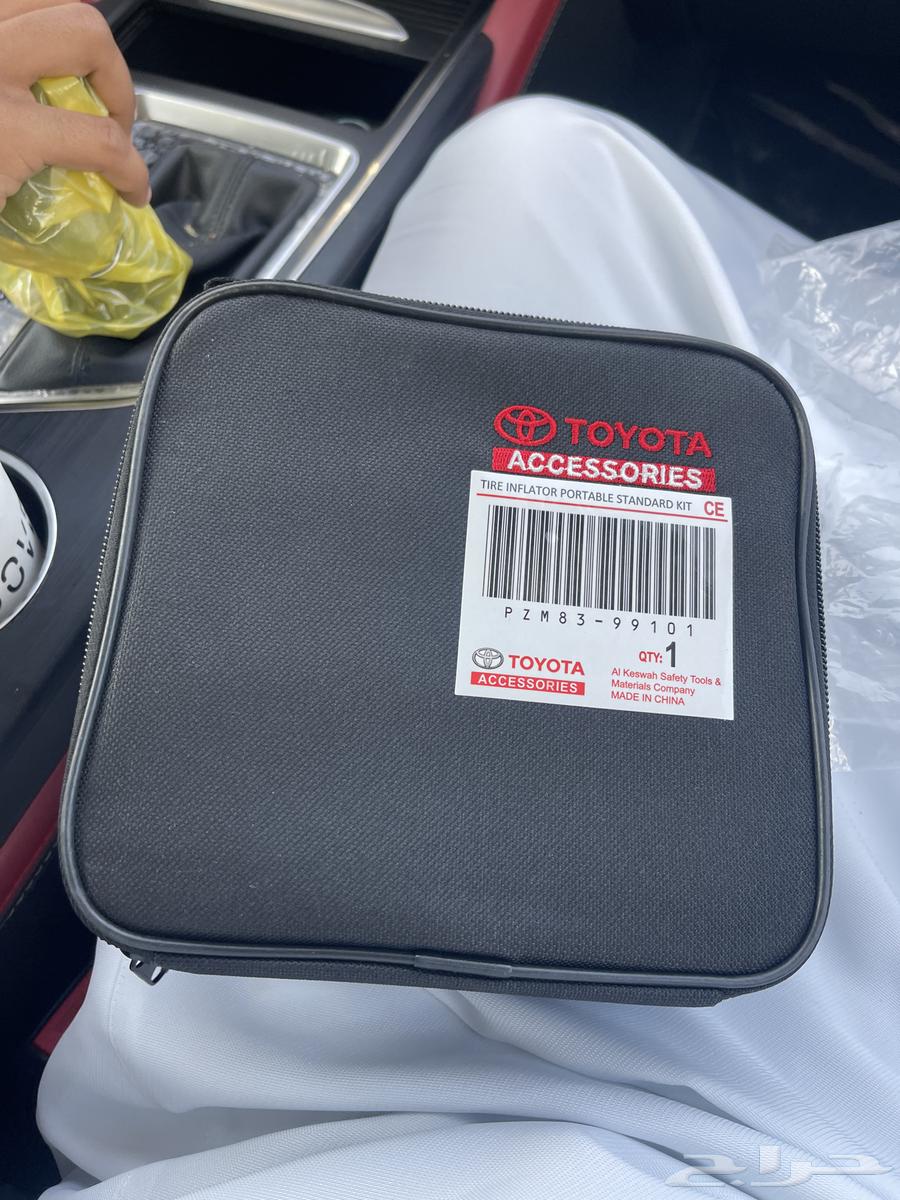 TOYOTA
ACCESSORIES
TIRE INFLATOR PORTABLE STANDARD KIT CE
PZM83-99101
QTY:1
TOYOTA
ACCESSORIES
Al Keswah Safety Tools &
Materials Company
MADE IN CHINA
حراج